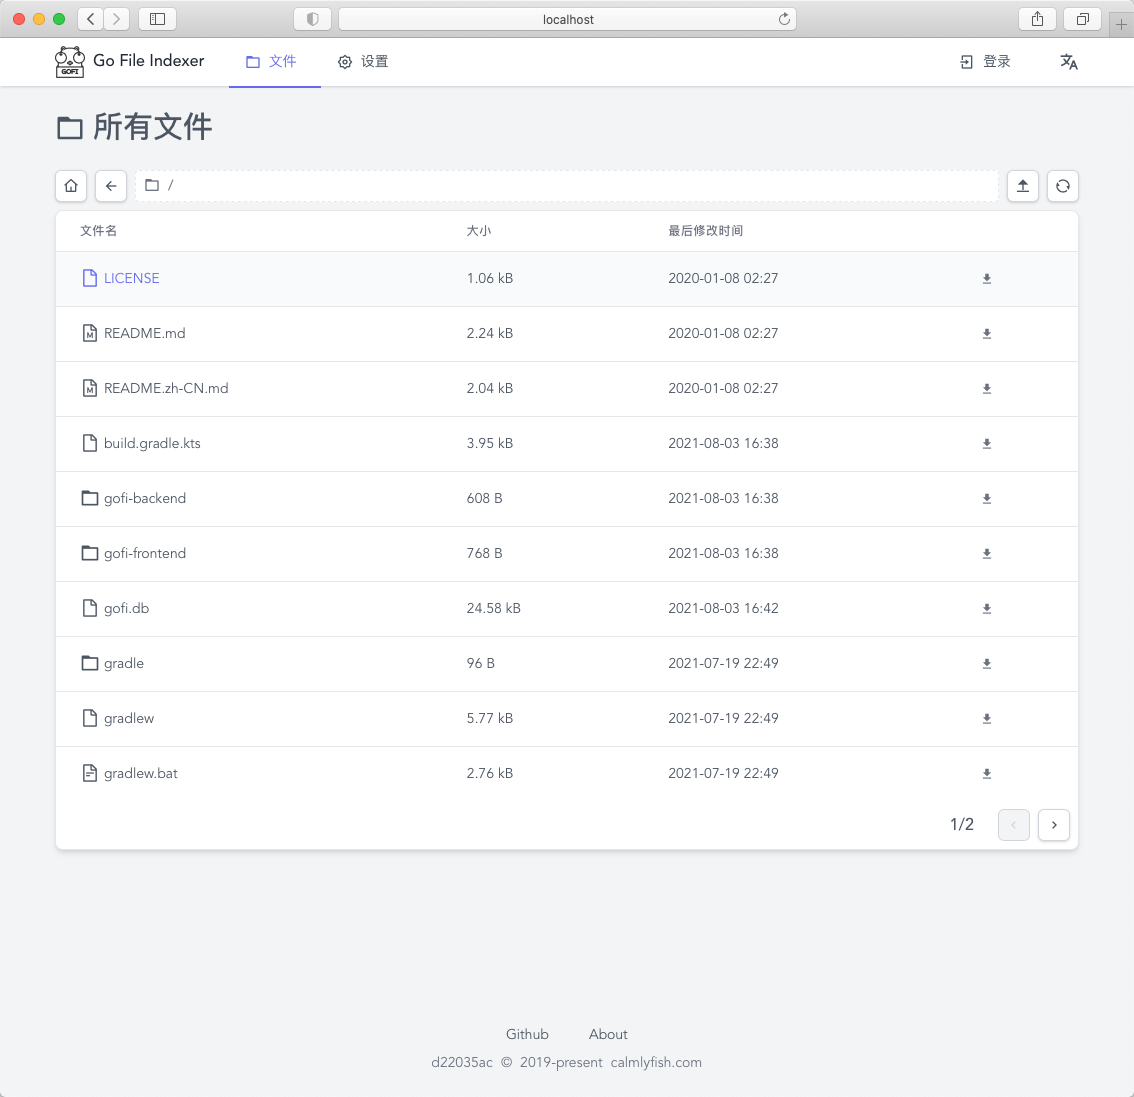 localhost
GOFI Go File Indexer 文件 设置 登录
所有文件
/
文件名 大小 最后修改时间
LICENSE 1.06 kB 2020-01-08 02:27
README.md 2.24 kB 2020-01-08 02:27
README.zh-CN.md 2.04 kB 2020-01-08 02:27
build.gradle.kts 3.95 kB 2021-08-03 16:38
gofi-backend 608 B 2021-08-03 16:38
gofi-frontend 768 B 2021-08-03 16:38
gofi.db 24.58 kB 2021-08-03 16:42
gradle 96 B 2021-07-19 22:49
gradlew 5.77 kB 2021-07-19 22:49
gradlew.bat 2.76 kB 2021-07-19 22:49
1/2
Github About
d22035ac © 2019-present calmlyfish.com